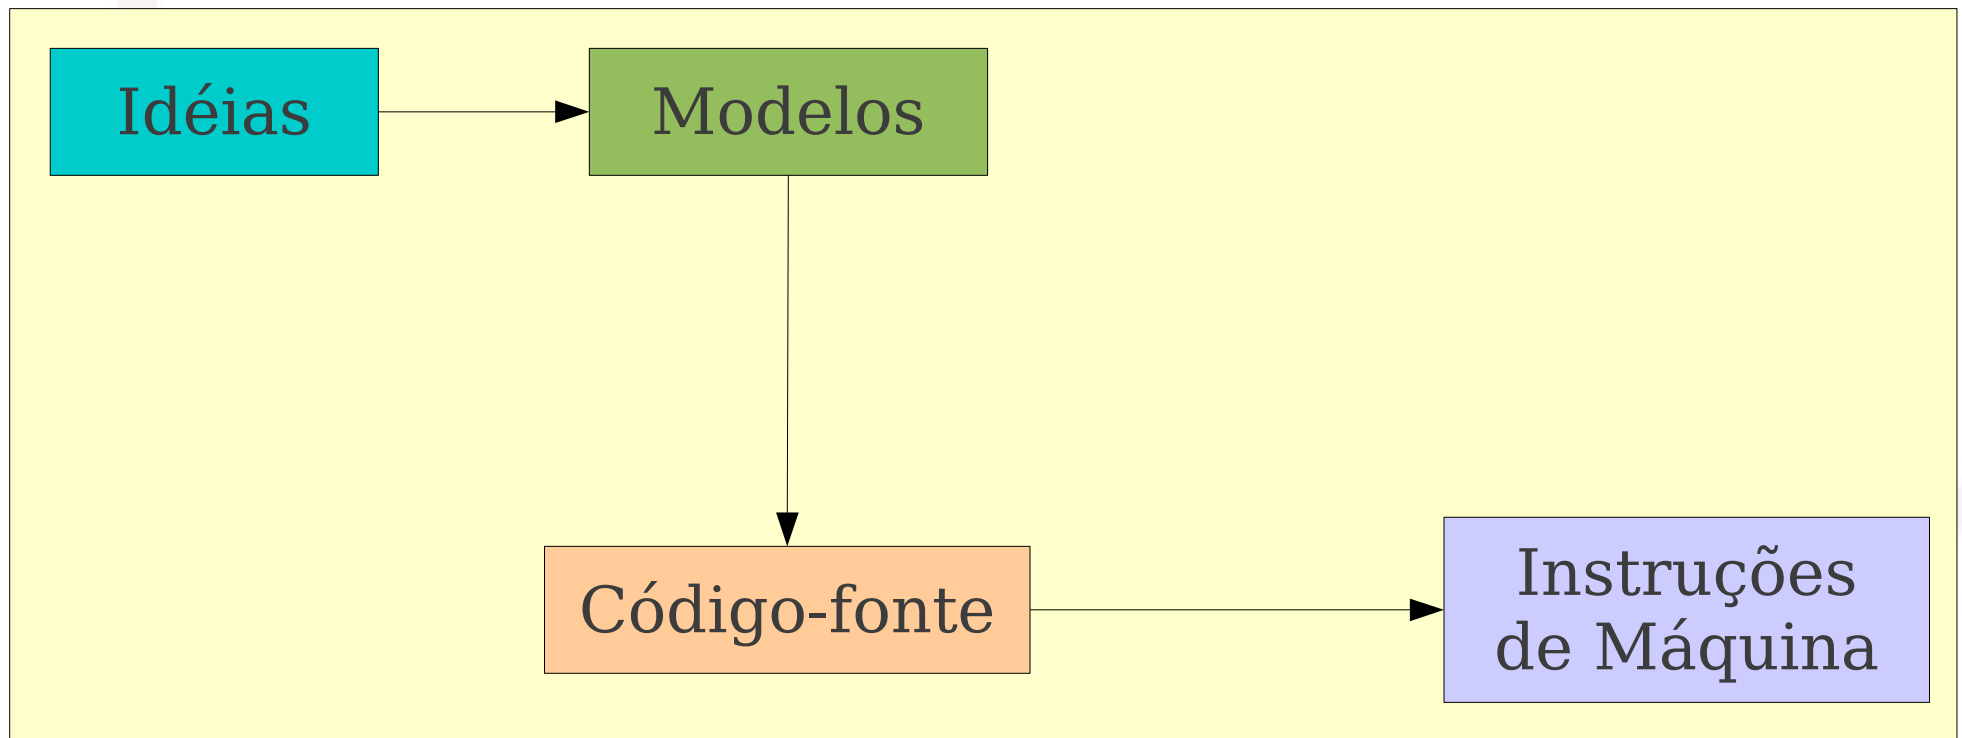 Idéias
Modelos
Código-fonte
Instruções
de Máquina